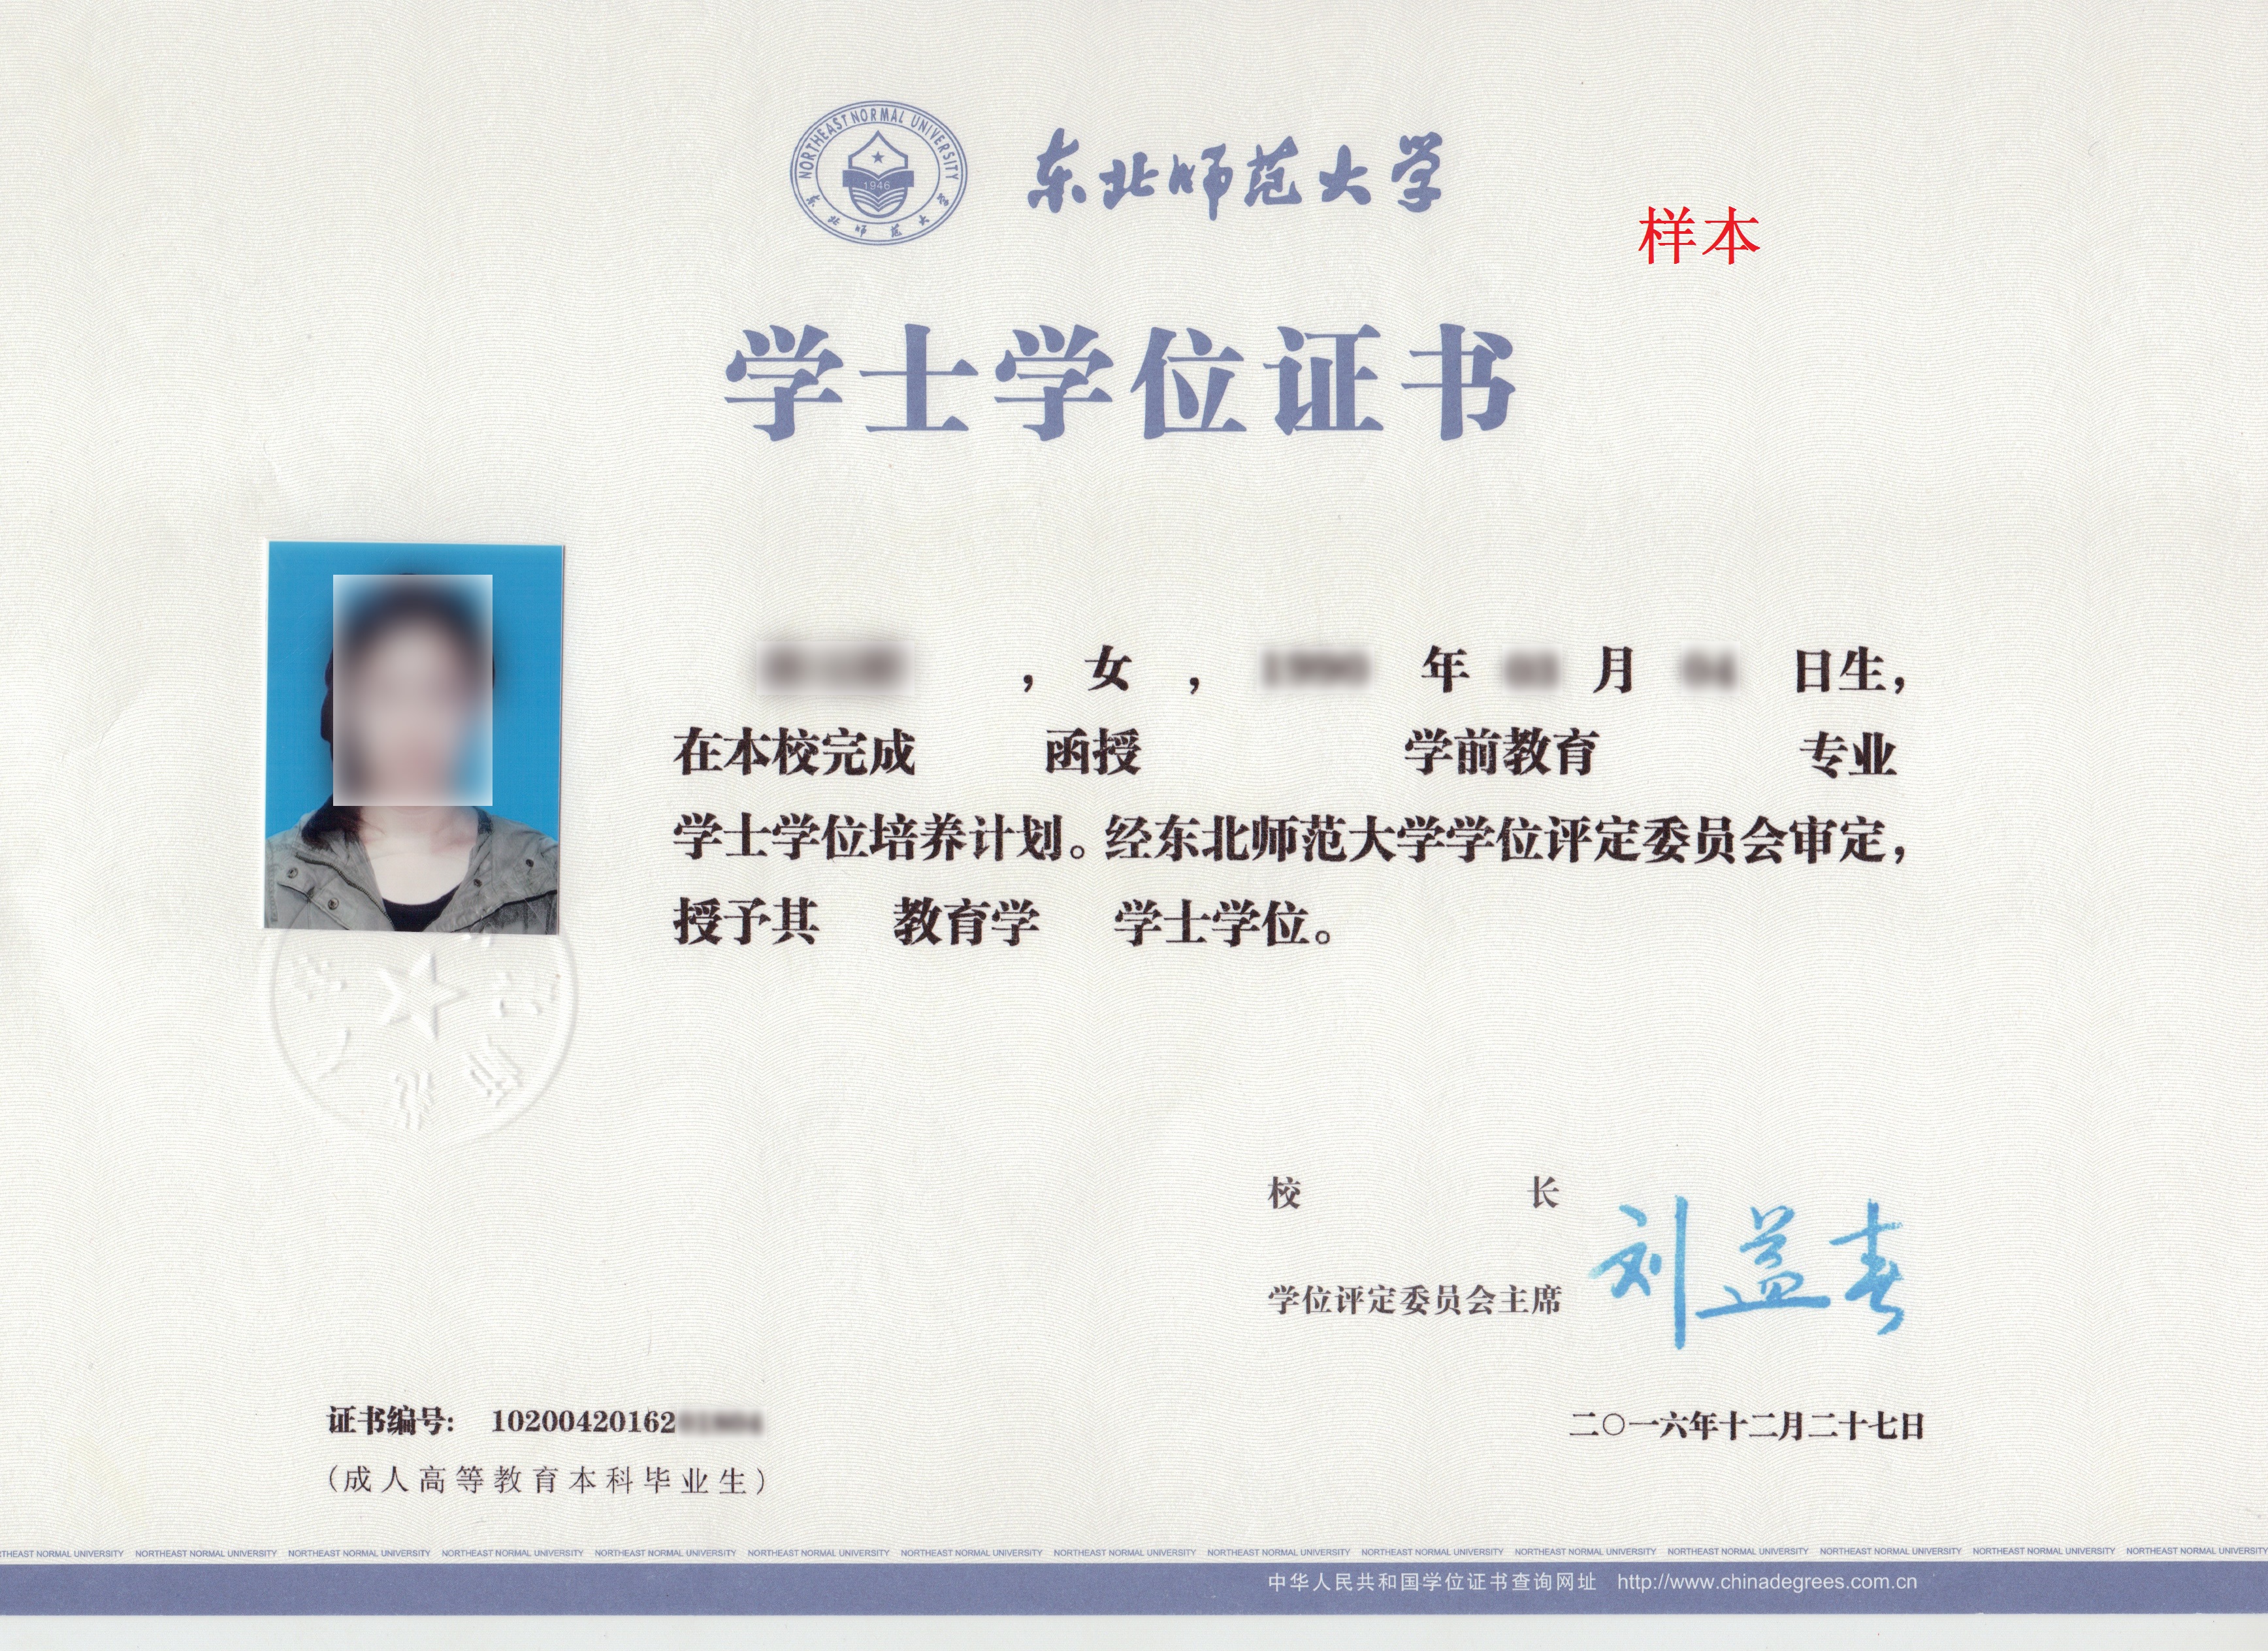 NORTHEAST NORMAL UNIVERSITY
1946
东北师范大学
东北师范大学
样本
学士学位证书
，女，年 月 日生，
在本校完成 函授 学前教育 专业
学士学位培养计划。经东北师范大学学位评定委员会审定，
授予其 教育学 学士学位。
校 长
学位评定委员会主席
刘益春
证书编号： 10200420162
二〇一六年十二月二十七日
（成人高等教育本科毕业生）
THEAST NORMAL UNIVERSITY NORTHEAST NORMAL UNIVERSITY NORTHEAST NORMAL UNIVERSITY NORTHEAST NORMAL UNIVERSITY NORTHEAST NORMAL UNIVERSITY NORTHEAST NORMAL UNIVERSITY NORTHEAST NORMAL UNIVERSITY NORTHEAST NORMAL UNIVERSITY NORTHEAST NORMAL UNIVERSITY NORTHEAST NORMAL UNIVERSITY NORTHEAST NORMAL UNIVERSITY NORTHEAST NORMAL UNIVERSITY NORTHEAST NORMAL UNIVERSITY NORTHEAST NORMAL UNIVERSITY NORTHEAST NORMAL UNIVERSITY
中华人民共和国学位证书查询网址 http://www.chinadegrees.com.cn